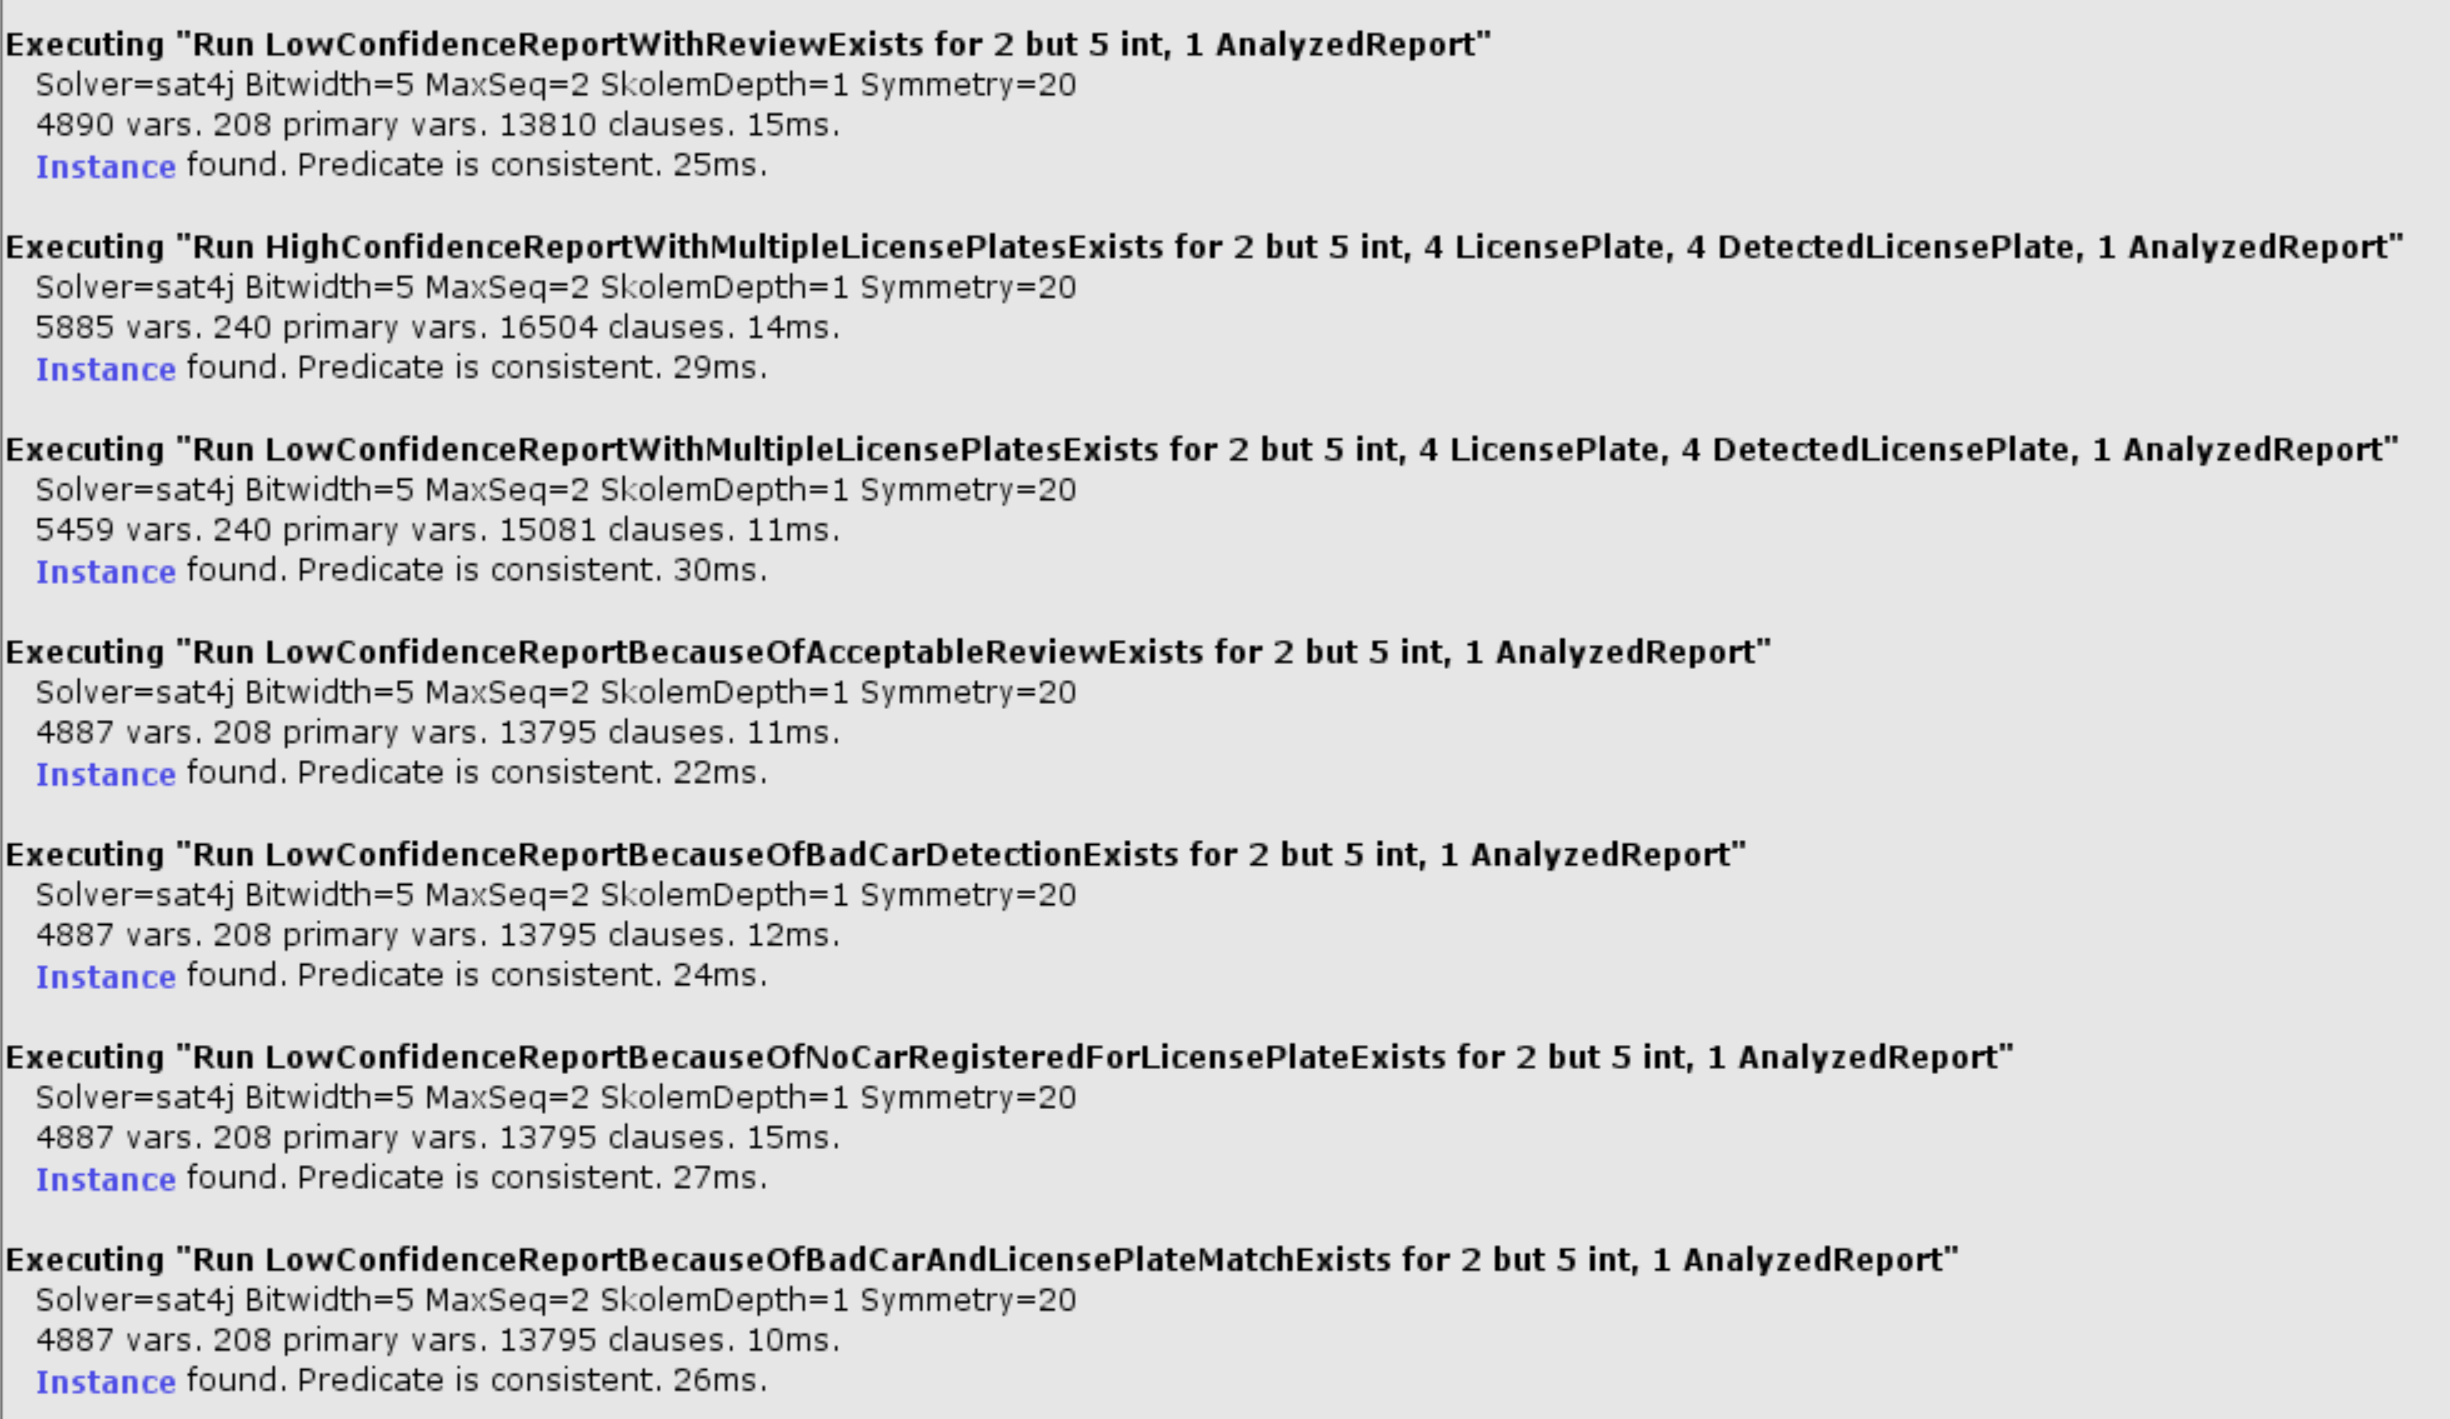 Executing "Run LowConfidenceReportWithReviewExists for 2 but 5 int, 1 AnalyzedReport"
Solver=sat4j Bitwidth=5 MaxSeq=2 SkolemDepth=1 Symmetry=20
4890 vars. 208 primary vars. 13810 clauses. 15ms.
Instance found. Predicate is consistent. 25ms.
Executing "Run HighConfidenceReportWithMultipleLicensePlatesExists for 2 but 5 int, 4 LicensePlate, 4 DetectedLicensePlate, 1 AnalyzedReport"
Solver=sat4j Bitwidth=5 MaxSeq=2 SkolemDepth=1 Symmetry=20
5885 vars. 240 primary vars. 16504 clauses. 14ms.
Instance found. Predicate is consistent. 29ms.
Executing "Run LowConfidenceReportWithMultipleLicensePlatesExists for 2 but 5 int, 4 LicensePlate, 4 DetectedLicensePlate, 1 AnalyzedReport"
Solver=sat4j Bitwidth=5 MaxSeq=2 SkolemDepth=1 Symmetry=20
5459 vars. 240 primary vars. 15081 clauses. 11ms.
Instance found. Predicate is consistent. 30ms.
Executing "Run LowConfidenceReportBecauseOfAcceptableReviewExists for 2 but 5 int, 1 AnalyzedReport"
Solver=sat4j Bitwidth=5 MaxSeq=2 SkolemDepth=1 Symmetry=20
4887 vars. 208 primary vars. 13795 clauses. 11ms.
Instance found. Predicate is consistent. 22ms.
Executing "Run LowConfidenceReportBecauseOfBadCarDetectionExists for 2 but 5 int, 1 AnalyzedReport"
Solver=sat4j Bitwidth=5 MaxSeq=2 SkolemDepth=1 Symmetry=20
4887 vars. 208 primary vars. 13795 clauses. 12ms.
Instance found. Predicate is consistent. 24ms.
Executing "Run LowConfidenceReportBecauseOfNoCarRegisteredForLicensePlateExists for 2 but 5 int, 1 AnalyzedReport"
Solver=sat4j Bitwidth=5 MaxSeq=2 SkolemDepth=1 Symmetry=20
4887 vars. 208 primary vars. 13795 clauses. 15ms.
Instance found. Predicate is consistent. 27ms.
Executing "Run LowConfidenceReportBecauseOfBadCarAndLicensePlateMatchExists for 2 but 5 int, 1 AnalyzedReport"
Solver=sat4j Bitwidth=5 MaxSeq=2 SkolemDepth=1 Symmetry=20
4887 vars. 208 primary vars. 13795 clauses. 10ms.
Instance found. Predicate is consistent. 26ms.